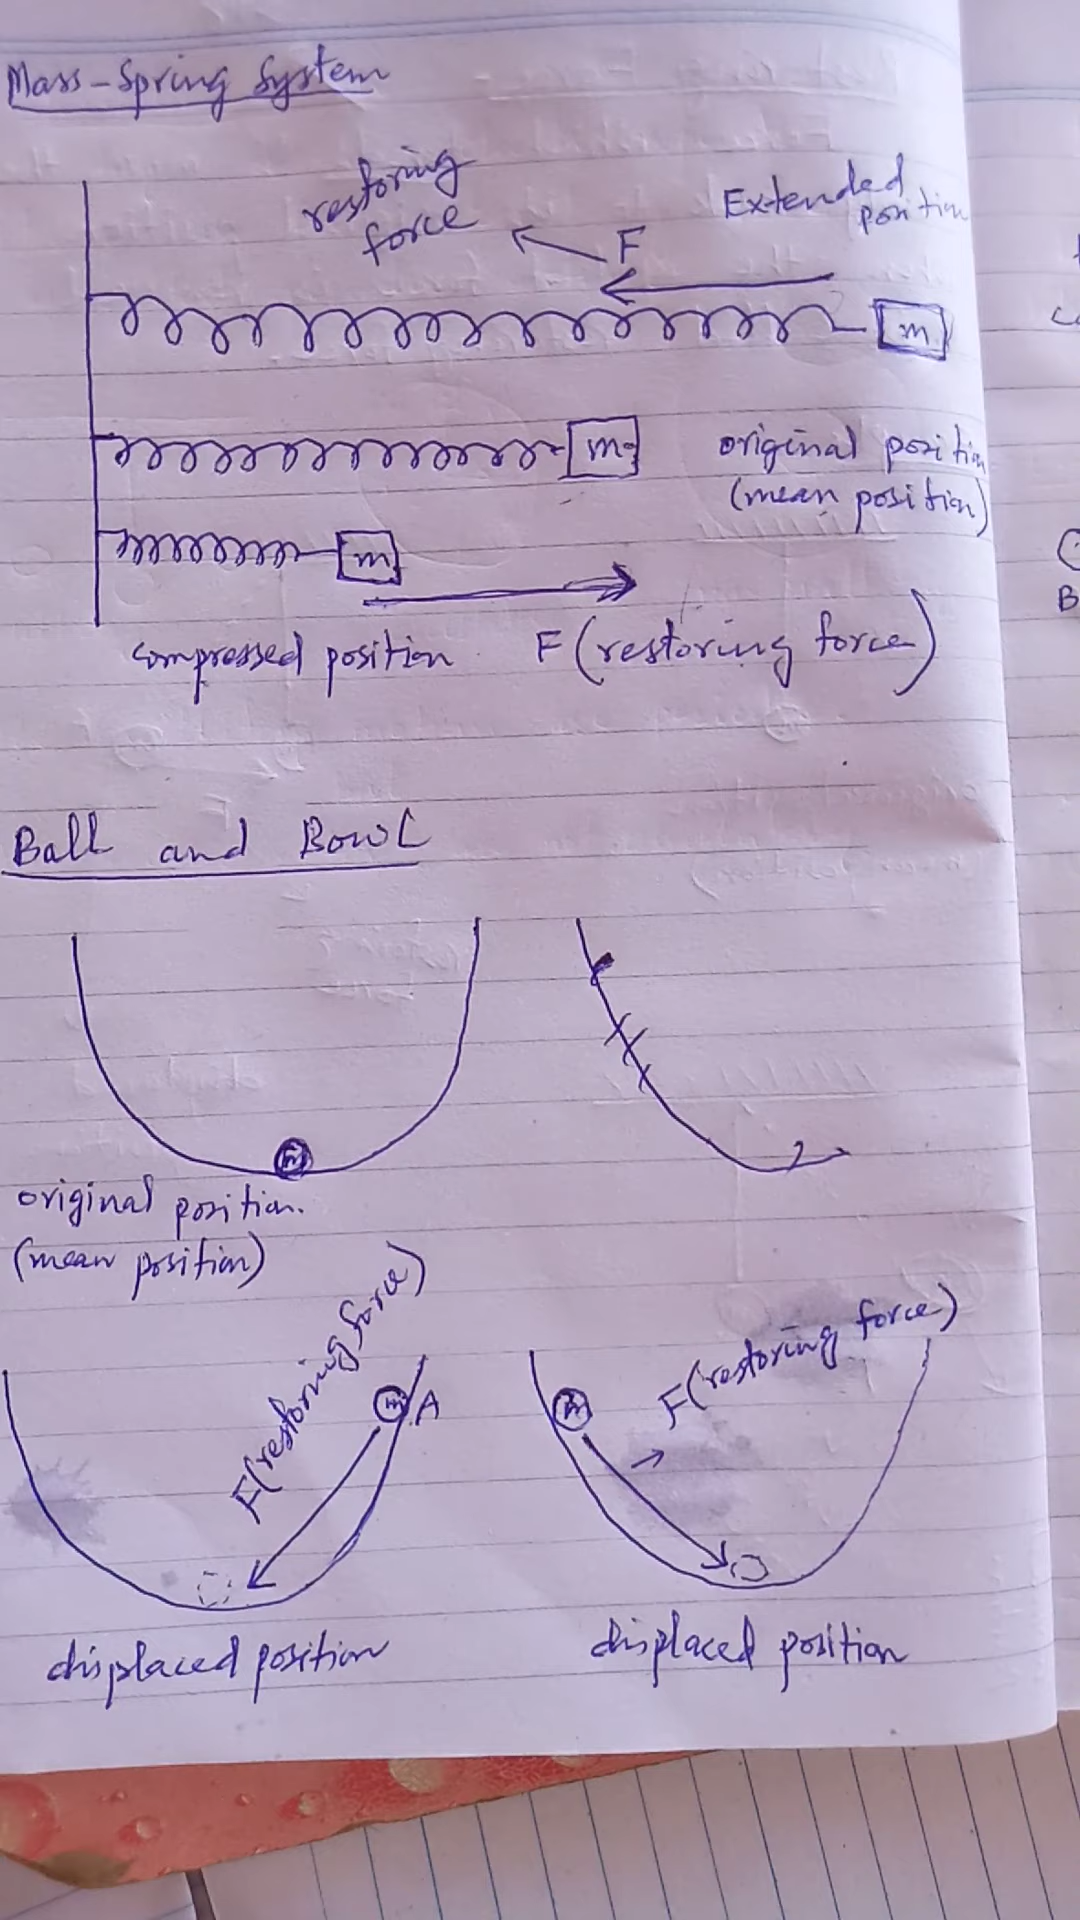 Mass-Spring System
restoring
force
Extended
position
F
m
m
original position
(mean position)
m
compressed position
F (restoring force)
Ball and Bowl
m
original position.
(mean position)
F (restoring force)
m A
displaced position
F (restoring force)
m
displaced position
B